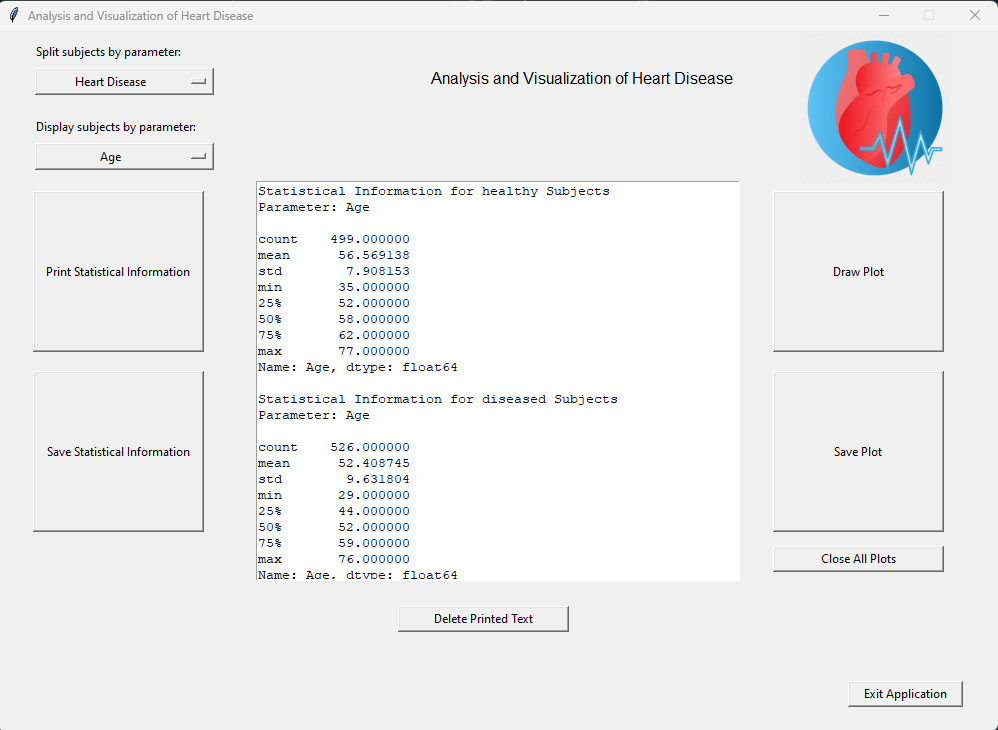 Analysis and Visualization of Heart Disease
Split subjects by parameter:
Heart Disease
Analysis and Visualization of Heart Disease
Display subjects by parameter:
Age
Print Statistical Information
Save Statistical Information
Statistical Information for healthy Subjects
Parameter: Age
count 499.000000
mean 56.569138
std 7.908153
min 35.000000
25% 52.000000
50% 58.000000
75% 62.000000
max 77.000000
Name: Age, dtype: float64
Statistical Information for diseased Subjects
Parameter: Age
count 526.000000
mean 52.408745
std 9.631804
min 29.000000
25% 44.000000
50% 52.000000
75% 59.000000
max 76.000000
Name: Age, dtype: float64
Draw Plot
Save Plot
Close All Plots
Delete Printed Text
Exit Application